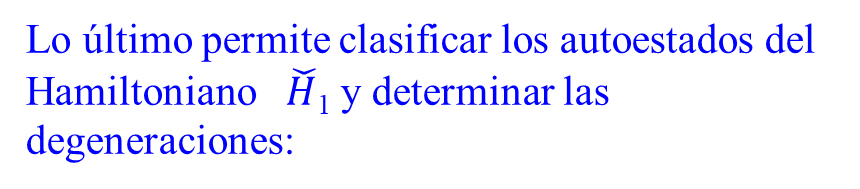 Lo último permite clasificar los autoestados del
Hamiltoniano H̆₁ y determinar las
degeneraciones: